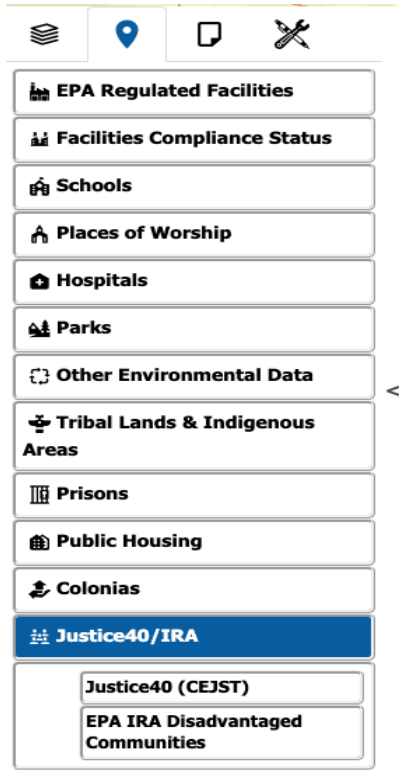 EPA Regulated Facilities
Facilities Compliance Status
Schools
Places of Worship
Hospitals
Parks
Other Environmental Data
<
Tribal Lands & Indigenous
Areas
Prisons
Public Housing
Colonias
Justice40/IRA
Justice40 (CEJST)
EPA IRA Disadvantaged
Communities